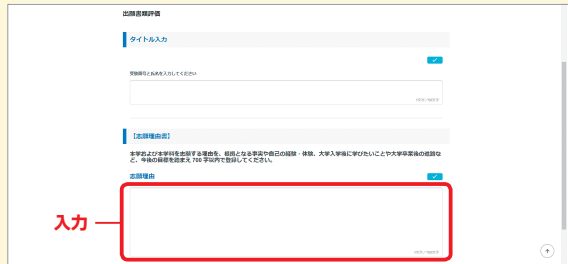 出願書類評価
タイトル入力
受験番号と氏名を入力してください
【志願理由書】
本学および本学科を志願する理由を、根拠となる事実や自己の経験・体験、大学入学後に学びたいことや大学卒業後の進路な
ど、今後の目標を踏まえ 700 字以内で登録してください。
志願理由
入力